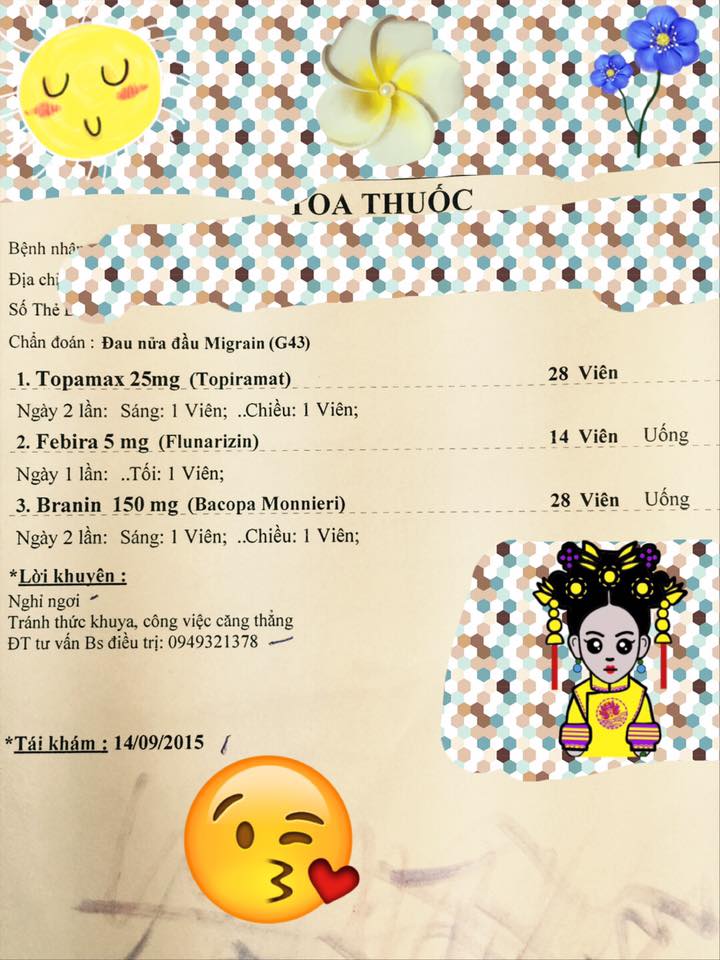 TOA THUỐC
Bệnh nhân
Địa chỉ
Số Thẻ
Chẩn đoán : Đau nửa đầu Migrain (G43)
1. Topamax 25mg (Topiramat) 28 Viên
Ngày 2 lần: Sáng: 1 Viên; ..Chiều: 1 Viên;
2. Febira 5 mg (Flunarizin) 14 Viên Uống
Ngày 1 lần: ..Tối: 1 Viên;
3. Branin 150 mg (Bacopa Monnieri) 28 Viên Uống
Ngày 2 lần: Sáng: 1 Viên; ..Chiều: 1 Viên;
*Lời khuyên :
Nghỉ ngơi
Tránh thức khuya, công việc căng thẳng
ĐT tư vấn Bs điều trị: 0949321378
*Tái khám : 14/09/2015